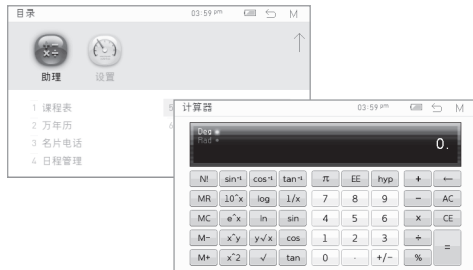 目录 03:59 pm M
助理 设置
1 课程表 5
2 万年历 6
3 名片电话
4 日程管理
计算器 03:59 pm M
Deg
Rad
0.
N! sin⁻¹ cos⁻¹ tan⁻¹ π EE hyp + ←
MR 10^x log 1/x 7 8 9 − AC
MC e^x ln sin 4 5 6 × CE
M− x^y y√x cos 1 2 3 ÷ =
M+ x^2 √ tan 0 · +/− %